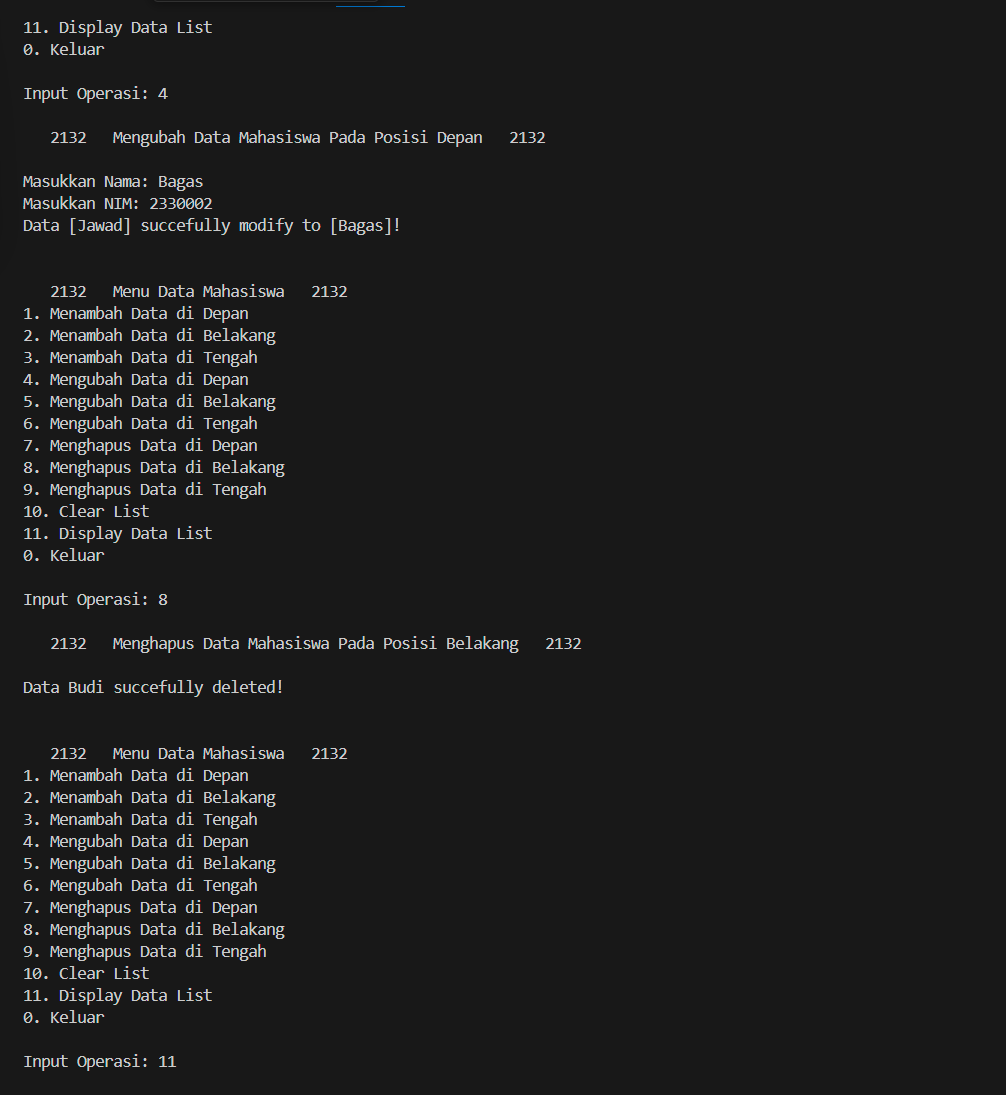 11. Display Data List
0. Keluar
Input Operasi: 4
2132   Mengubah Data Mahasiswa Pada Posisi Depan   2132
Masukkan Nama: Bagas
Masukkan NIM: 2330002
Data [Jawad] succefully modify to [Bagas]!
2132   Menu Data Mahasiswa   2132
1. Menambah Data di Depan
2. Menambah Data di Belakang
3. Menambah Data di Tengah
4. Mengubah Data di Depan
5. Mengubah Data di Belakang
6. Mengubah Data di Tengah
7. Menghapus Data di Depan
8. Menghapus Data di Belakang
9. Menghapus Data di Tengah
10. Clear List
11. Display Data List
0. Keluar
Input Operasi: 8
2132   Menghapus Data Mahasiswa Pada Posisi Belakang   2132
Data Budi succefully deleted!
2132   Menu Data Mahasiswa   2132
1. Menambah Data di Depan
2. Menambah Data di Belakang
3. Menambah Data di Tengah
4. Mengubah Data di Depan
5. Mengubah Data di Belakang
6. Mengubah Data di Tengah
7. Menghapus Data di Depan
8. Menghapus Data di Belakang
9. Menghapus Data di Tengah
10. Clear List
11. Display Data List
0. Keluar
Input Operasi: 11